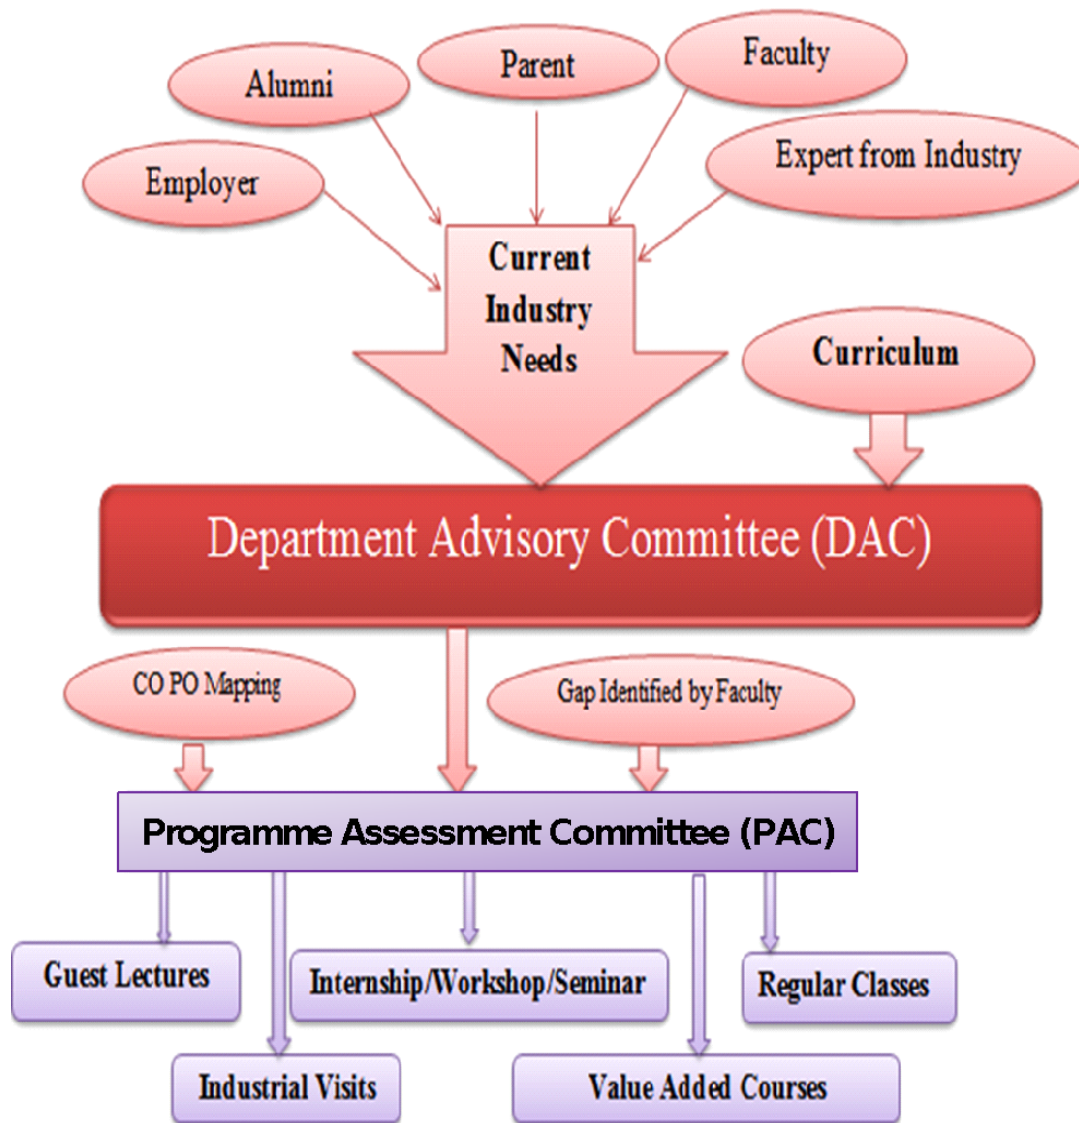 Faculty
Parent
Alumni
Expert from Industry
Employer
Current
Industry
Needs
Curriculum
Department Advisory Committee (DAC)
CO PO Mapping
Gap Identified by Faculty
Programme Assessment Committee (PAC)
Guest Lectures
Internship/Workshop/Seminar
Regular Classes
Industrial Visits
Value Added Courses